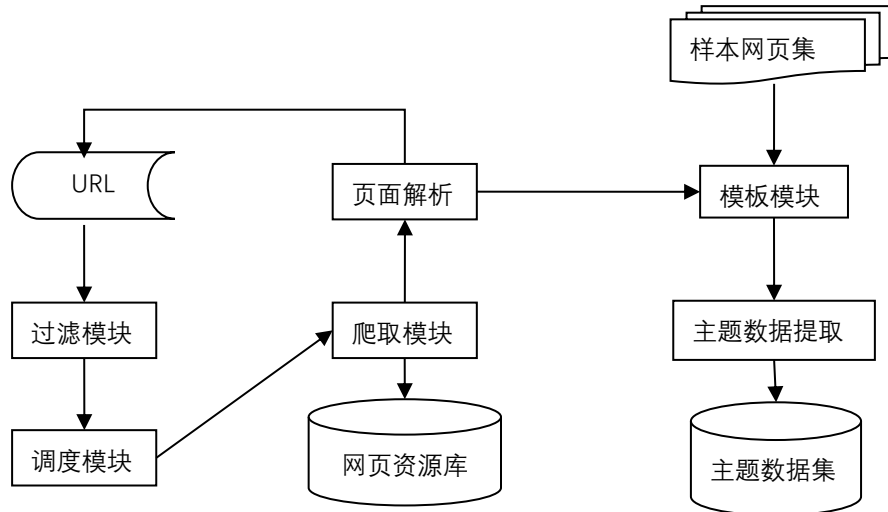 样本网页集
URL
页面解析
模板模块
过滤模块
爬取模块
主题数据提取
调度模块
网页资源库
主题数据集